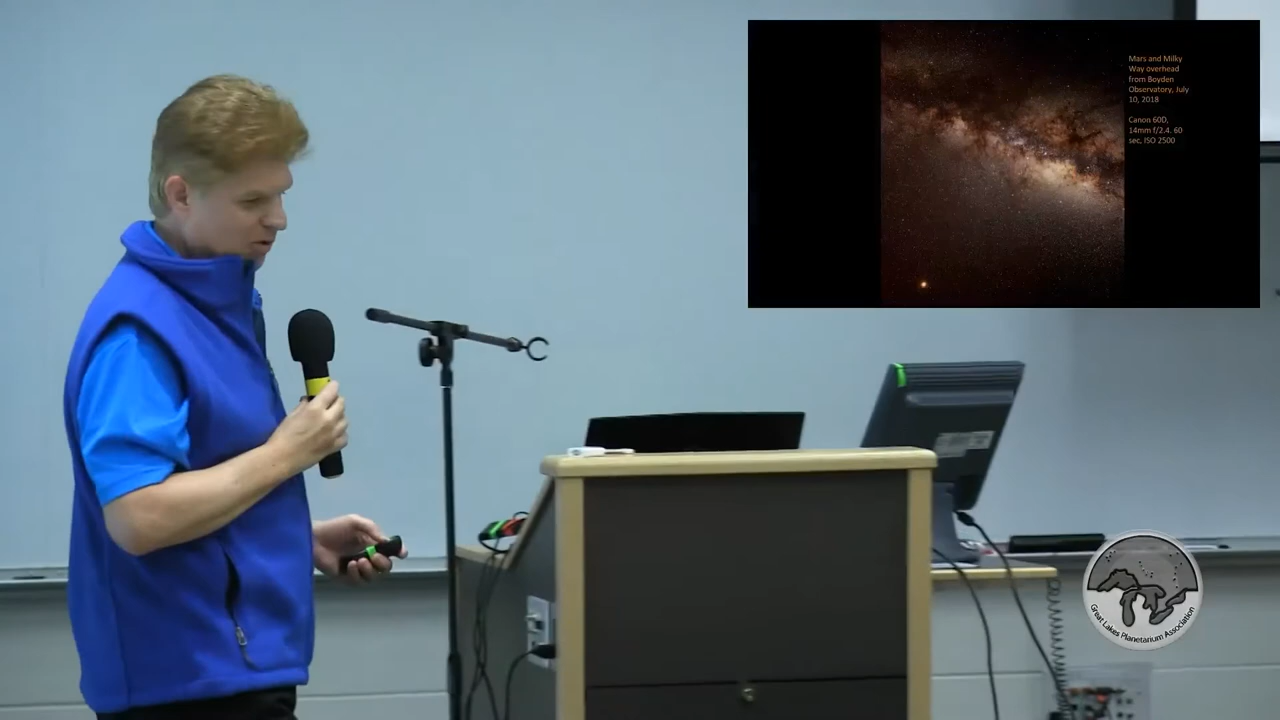 Mars and Milky
Way overhead
from Boyden
Observatory, July
10, 2018
Canon 60D,
14mm f/2.4. 60
sec, ISO 2500
Great Lakes Planetarium Association